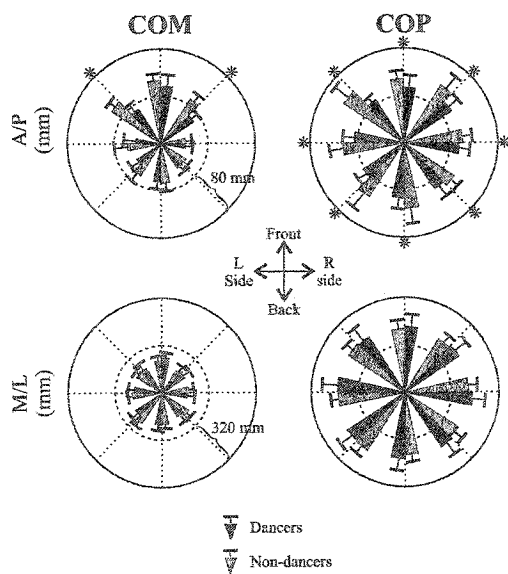 COM COP
A/P
(mm)
80 mm
Front
L
Side
R
side
Back
M/L
(mm)
320 mm
Dancers
Non-dancers